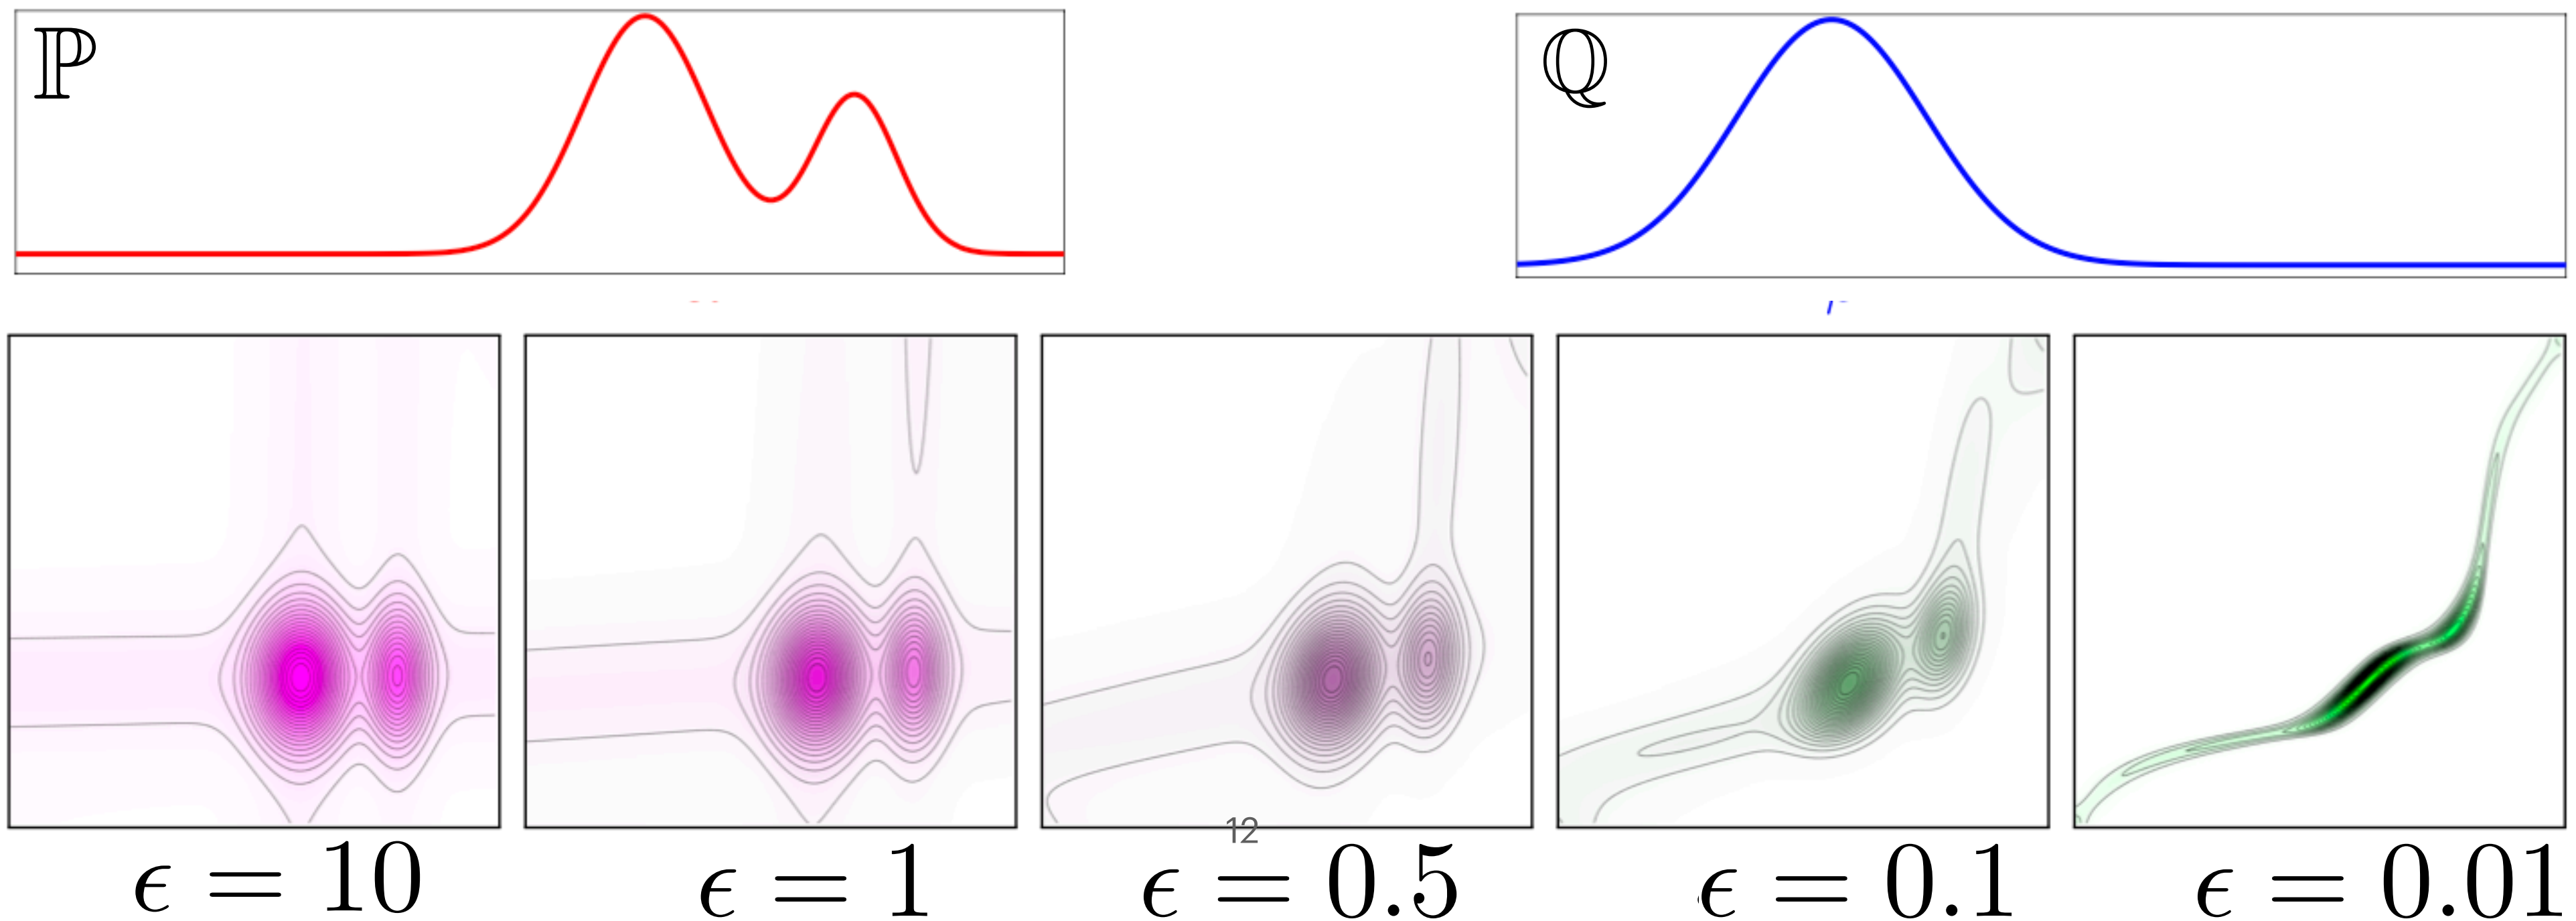 ℙ
ℚ
12
ϵ = 10
ϵ = 1
ϵ = 0.5
ϵ = 0.1
ϵ = 0.01